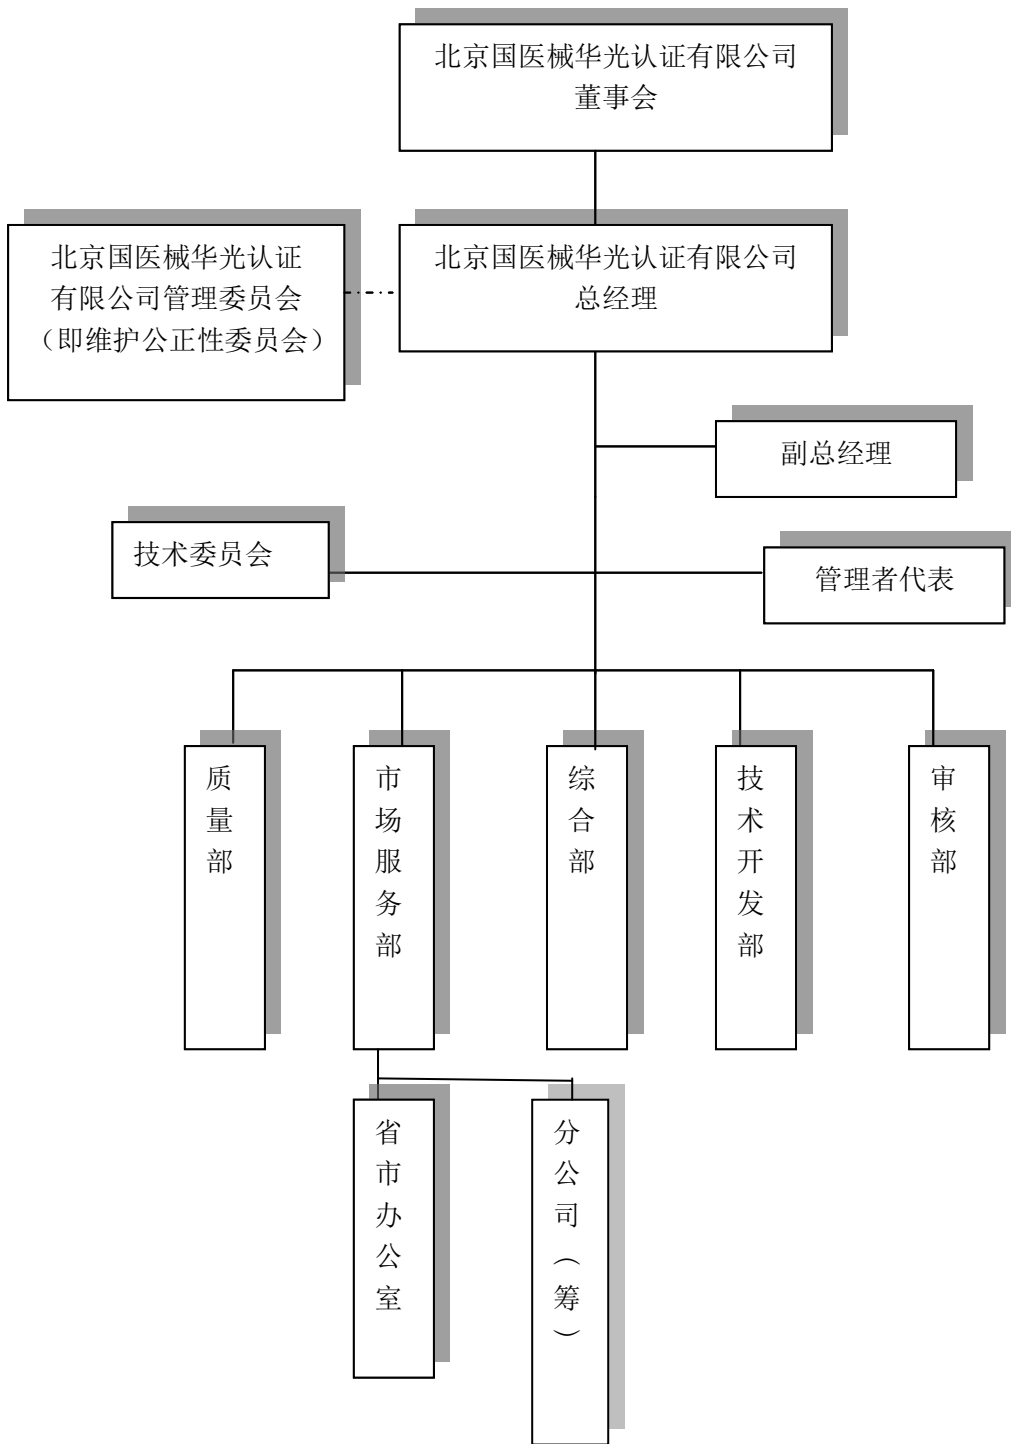 北京国医械华光认证有限公司
董事会
北京国医械华光认证
有限公司管理委员会
（即维护公正性委员会）
北京国医械华光认证有限公司
总经理
副总经理
技术委员会
管理者代表
质量部
市场服务部
综合部
技术开发部
审核部
省市办公室
分公司（筹）